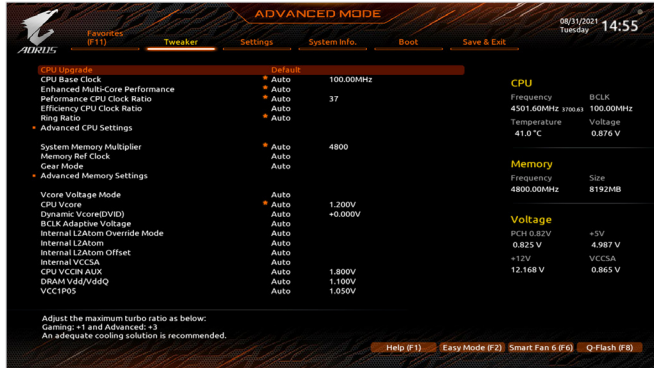 ADVANCED MODE
08/31/2021 Tuesday 14:55
AORUS
Favorites (F11) Tweaker Settings System Info. Boot Save & Exit
CPU Upgrade Default
CPU Base Clock * Auto 100.00MHz
Enhanced Multi-Core Performance * Auto
Peformance CPU Clock Ratio * Auto 37
Efficiency CPU Clock Ratio Auto
Ring Ratio * Auto
Advanced CPU Settings
System Memory Multiplier * Auto 4800
Memory Ref Clock Auto
Gear Mode Auto
Advanced Memory Settings
Vcore Voltage Mode Auto
CPU Vcore * Auto 1.200V
Dynamic Vcore(DVID) Auto +0.000V
BCLK Adaptive Voltage Auto
Internal L2Atom Override Mode Auto
Internal L2Atom Auto
Internal L2Atom Offset Auto
Internal VCCSA Auto
CPU VCCIN AUX Auto 1.800V
DRAM Vdd/VddQ Auto 1.100V
VCC1P05 Auto 1.050V
CPU
Frequency BCLK
4501.60MHz 3700.63 100.00MHz
Temperature Voltage
41.0 °C 0.876 V
Memory
Frequency Size
4800.00MHz 8192MB
Voltage
PCH 0.82V +5V
0.825 V 4.987 V
+12V VCCSA
12.168 V 0.865 V
Adjust the maximum turbo ratio as below:
Gaming: +1 and Advanced: +3
An adequate cooling solution is recommended.
Help (F1) Easy Mode (F2) Smart Fan 6 (F6) Q-Flash (F8)